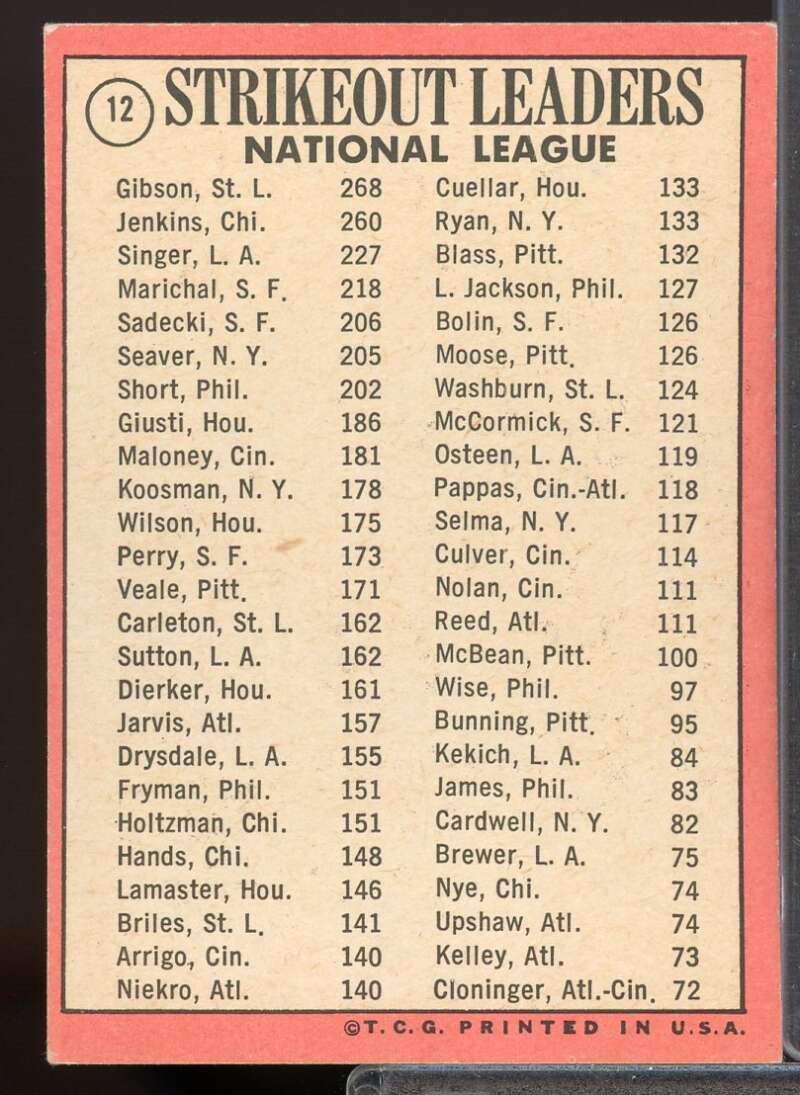 12 STRIKEOUT LEADERS
NATIONAL LEAGUE
Gibson, St. L. 268
Jenkins, Chi. 260
Singer, L. A. 227
Marichal, S. F. 218
Sadecki, S. F. 206
Seaver, N. Y. 205
Short, Phil. 202
Giusti, Hou. 186
Maloney, Cin. 181
Koosman, N. Y. 178
Wilson, Hou. 175
Perry, S. F. 173
Veale, Pitt. 171
Carleton, St. L. 162
Sutton, L. A. 162
Dierker, Hou. 161
Jarvis, Atl. 157
Drysdale, L. A. 155
Fryman, Phil. 151
Holtzman, Chi. 151
Hands, Chi. 148
Lamaster, Hou. 146
Briles, St. L. 141
Arrigo, Cin. 140
Niekro, Atl. 140
Cuellar, Hou. 133
Ryan, N. Y. 133
Blass, Pitt. 132
L. Jackson, Phil. 127
Bolin, S. F. 126
Moose, Pitt. 126
Washburn, St. L. 124
McCormick, S. F. 121
Osteen, L. A. 119
Pappas, Cin.-Atl. 118
Selma, N. Y. 117
Culver, Cin. 114
Nolan, Cin. 111
Reed, Atl. 111
McBean, Pitt. 100
Wise, Phil. 97
Bunning, Pitt. 95
Kekich, L. A. 84
James, Phil. 83
Cardwell, N. Y. 82
Brewer, L. A. 75
Nye, Chi. 74
Upshaw, Atl. 74
Kelley, Atl. 73
Cloninger, Atl.-Cin. 72
©T.C.G. PRINTED IN U.S.A.